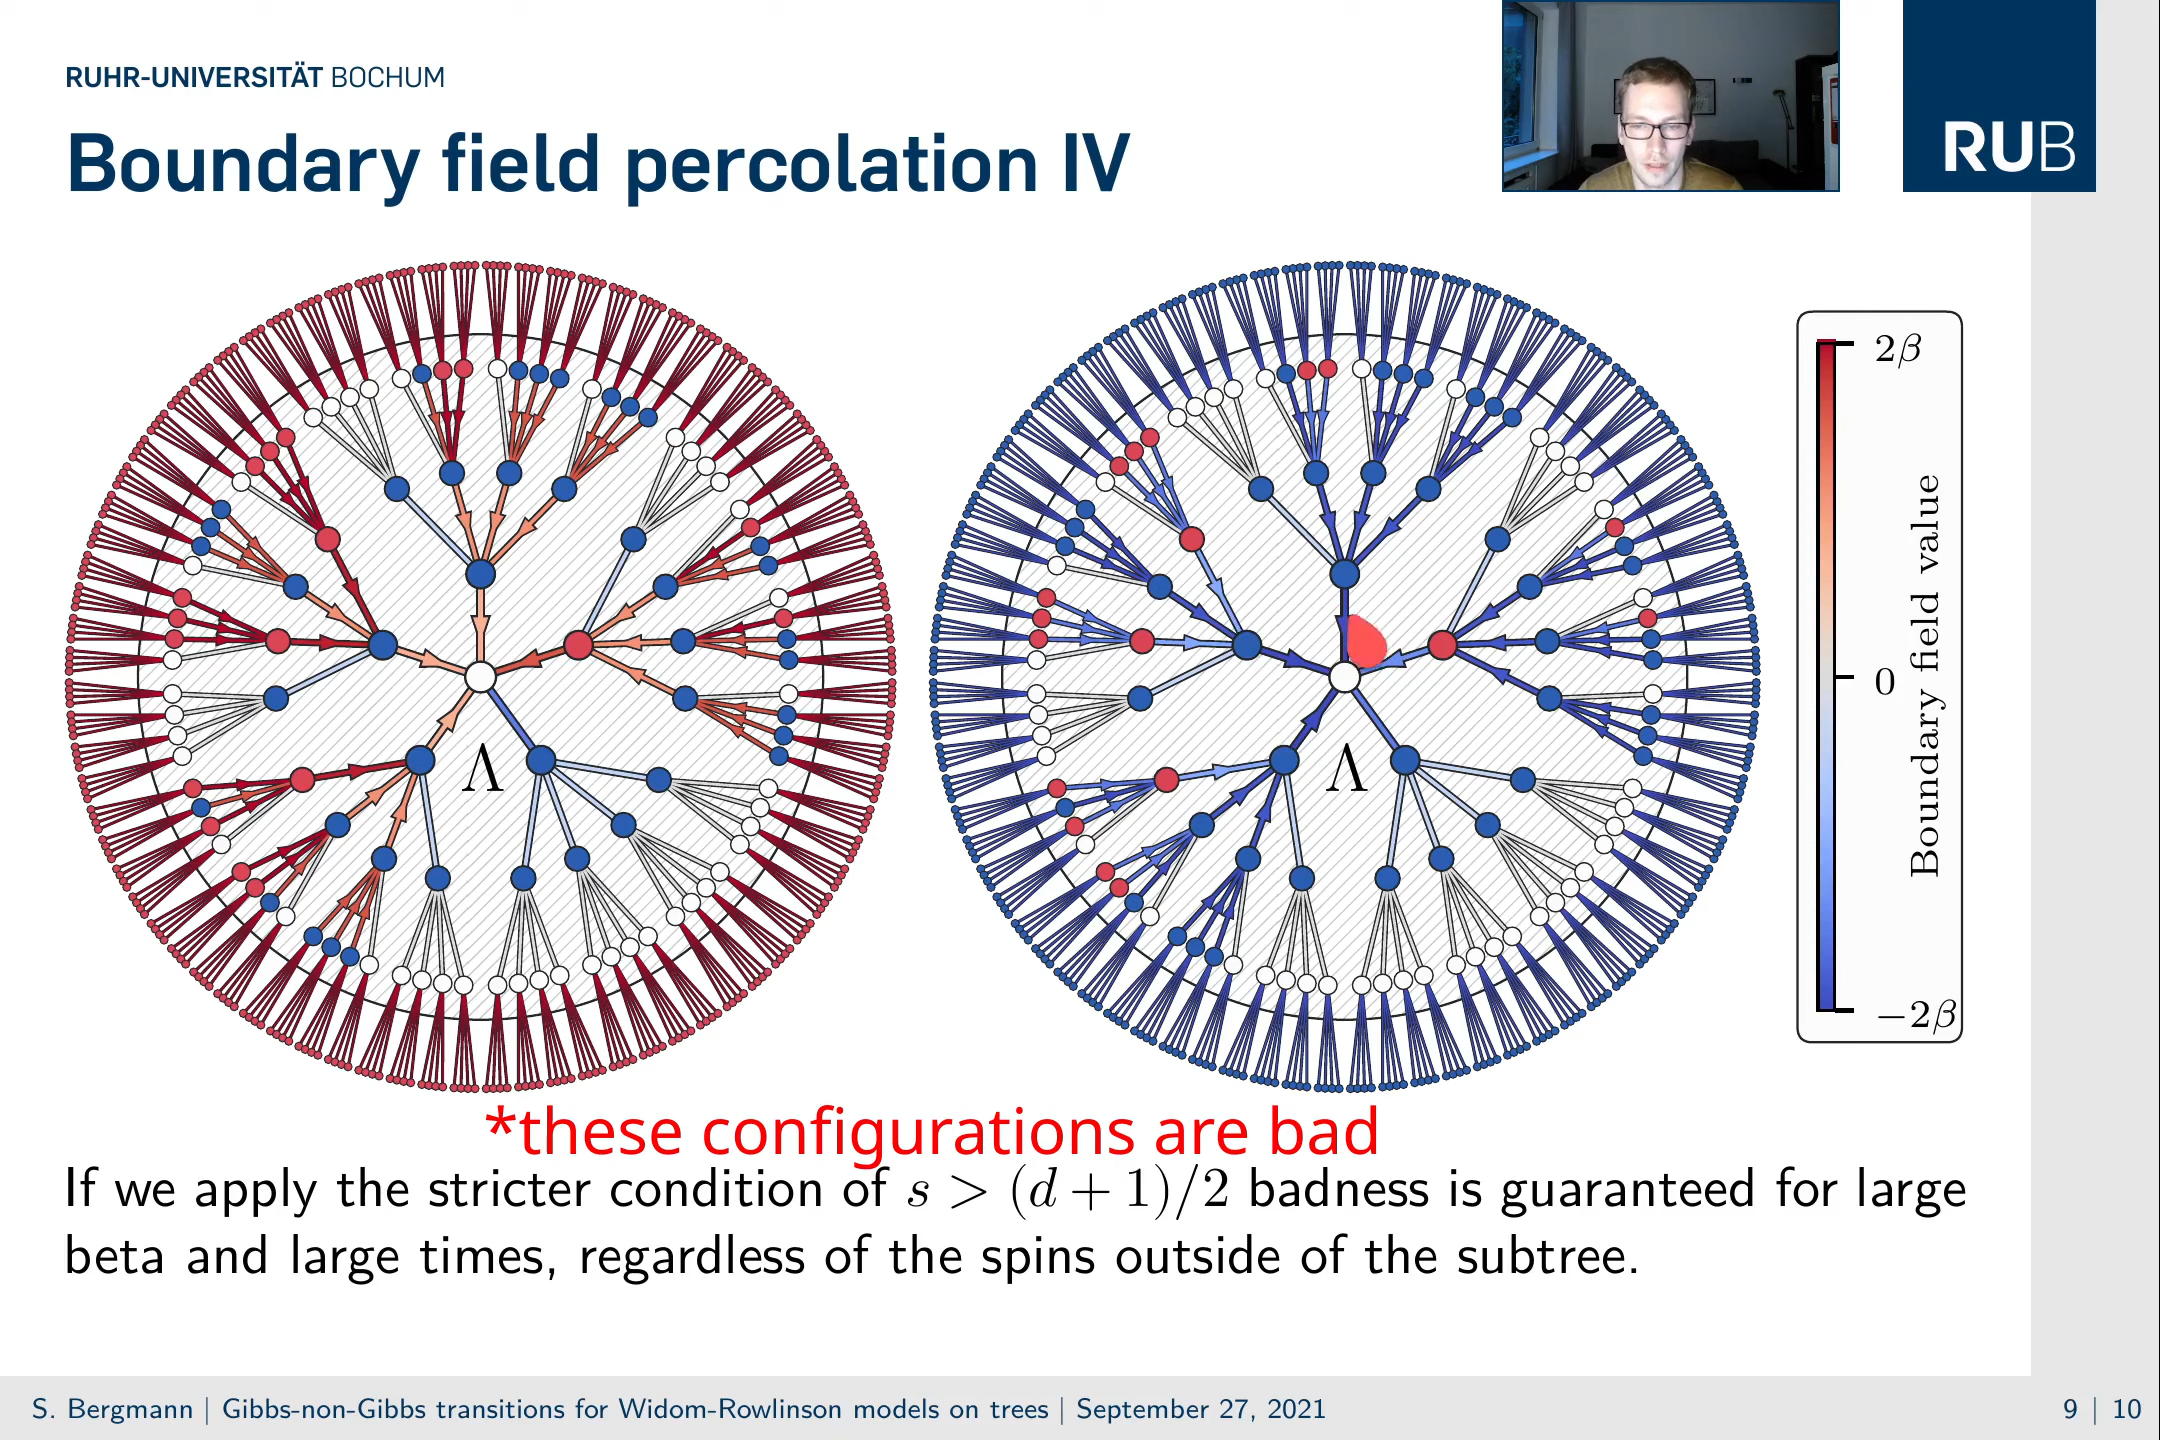 RUHR-UNIVERSITÄT BOCHUM
RUB
Boundary field percolation IV
Λ
Λ
2β
0
−2β
Boundary field value
*these configurations are bad
If we apply the stricter condition of s > (d + 1)/2 badness is guaranteed for large
beta and large times, regardless of the spins outside of the subtree.
S. Bergmann | Gibbs-non-Gibbs transitions for Widom-Rowlinson models on trees | September 27, 2021
9 | 10